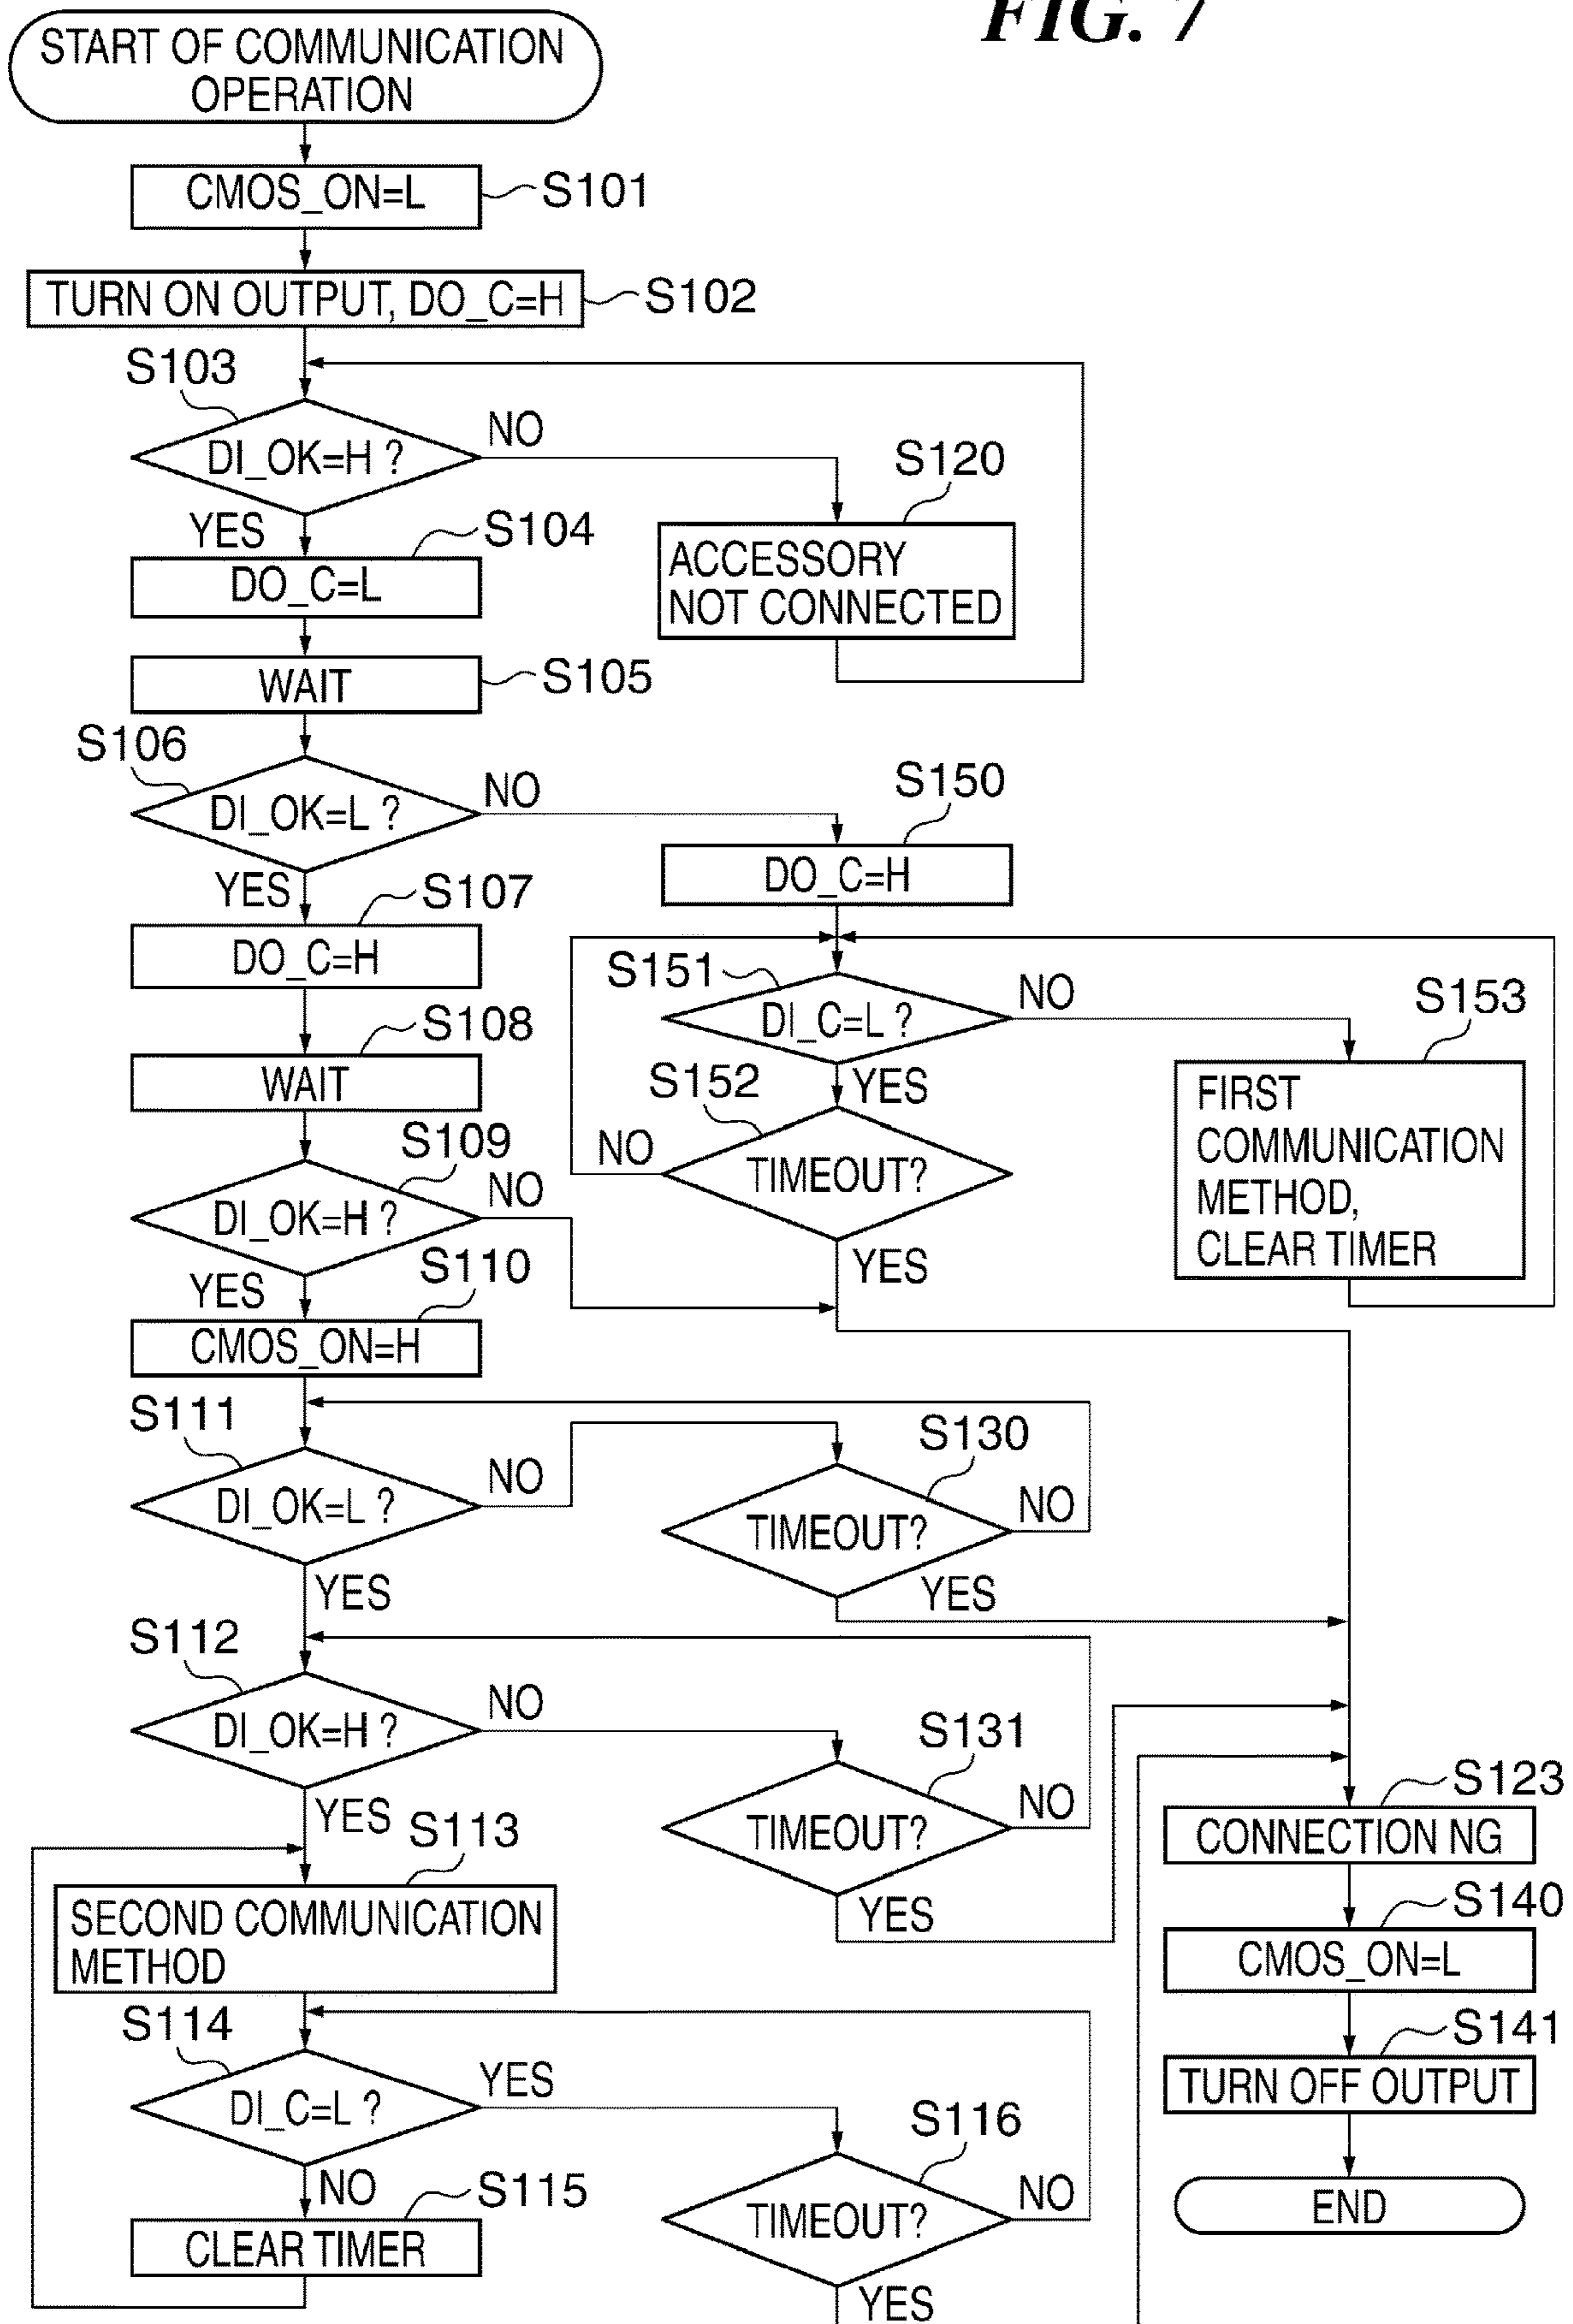 FIG. 7
START OF COMMUNICATION
OPERATION
CMOS_ON=L
S101
TURN ON OUTPUT, DO_C=H
S102
S103
DI_OK=H ?
NO
YES
S120
ACCESSORY
NOT CONNECTED
S104
DO_C=L
WAIT
S105
S106
DI_OK=L ?
NO
YES
S150
DO_C=H
S107
DO_C=H
S151
DI_C=L ?
NO
YES
S153
FIRST
COMMUNICATION
METHOD,
CLEAR TIMER
S108
WAIT
S152
TIMEOUT?
NO
YES
S109
DI_OK=H ?
NO
YES
S110
CMOS_ON=H
S111
DI_OK=L ?
NO
YES
S130
TIMEOUT?
NO
YES
S112
DI_OK=H ?
NO
YES
S131
TIMEOUT?
NO
YES
S113
SECOND COMMUNICATION
METHOD
S114
DI_C=L ?
YES
NO
S115
CLEAR TIMER
S116
TIMEOUT?
NO
YES
S123
CONNECTION NG
S140
CMOS_ON=L
S141
TURN OFF OUTPUT
END